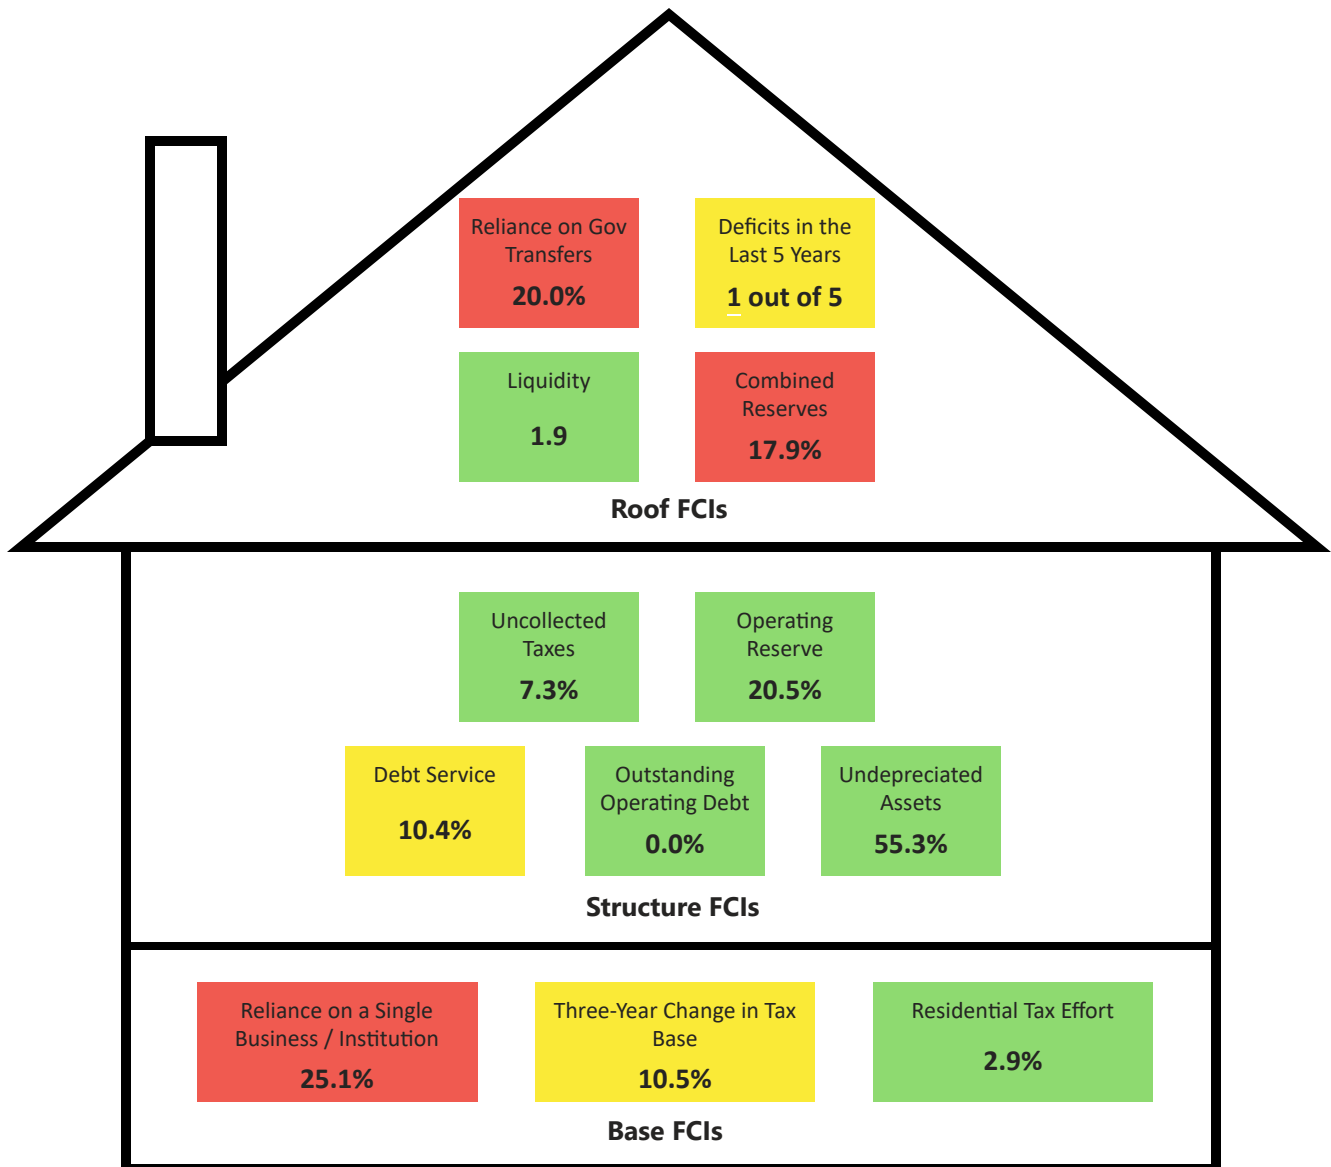 Reliance on Gov
Transfers
20.0%
Deficits in the
Last 5 Years
1 out of 5
Liquidity
1.9
Combined
Reserves
17.9%
Roof FCIs
Uncollected
Taxes
7.3%
Operating
Reserve
20.5%
Debt Service
10.4%
Outstanding
Operating Debt
0.0%
Undepreciated
Assets
55.3%
Structure FCIs
Reliance on a Single
Business / Institution
25.1%
Three-Year Change in Tax
Base
10.5%
Residential Tax Effort
2.9%
Base FCIs